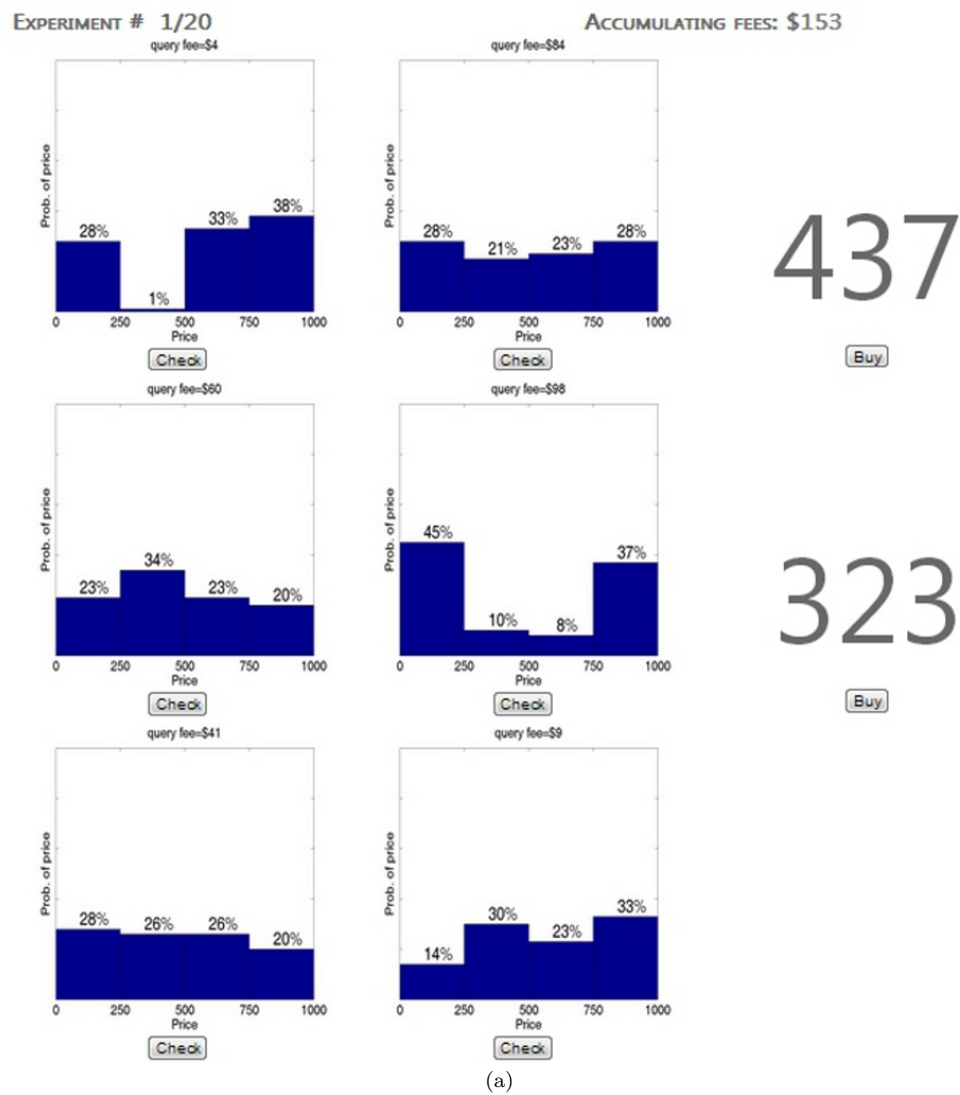 EXPERIMENT # 1/20 ACCUMULATING FEES: $153
query fee=$4
Prob. of price
28% 1% 33% 38%
0 250 500 750 1000
Price
Check
query fee=$84
Prob. of price
28% 21% 23% 28%
0 250 500 750 1000
Price
Check
437
Buy
query fee=$60
Prob. of price
23% 34% 23% 20%
0 250 500 750 1000
Price
Check
query fee=$98
Prob. of price
45% 10% 8% 37%
0 250 500 750 1000
Price
Check
323
Buy
query fee=$41
Prob. of price
28% 26% 26% 20%
0 250 500 750 1000
Price
Check
query fee=$9
Prob. of price
14% 30% 23% 33%
0 250 500 750 1000
Price
Check
(a)